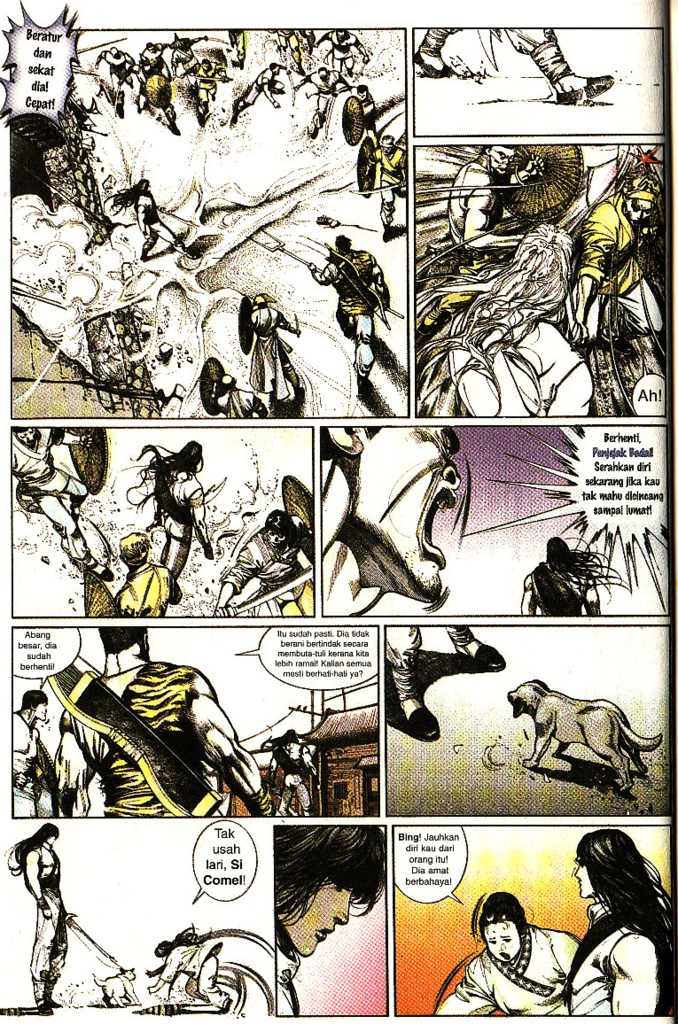 Beratur
dan
sekat
dia!
Cepat!
Ah!
Berhenti,
Penjejak Badai!
Serahkan diri
sekarang jika kau
tak mahu dicincang
sampai lumat!
Abang
besar, dia
sudah
berhenti!
Itu sudah pasti. Dia tidak
berani bertindak secara
membuta-tuli kerana kita
lebih ramai! Kalian semua
mesti berhati-hati ya?
Tak
usah
lari, Si
Comel!
Bing! Jauhkan
diri kau dari
orang itu!
Dia amat
berbahaya!